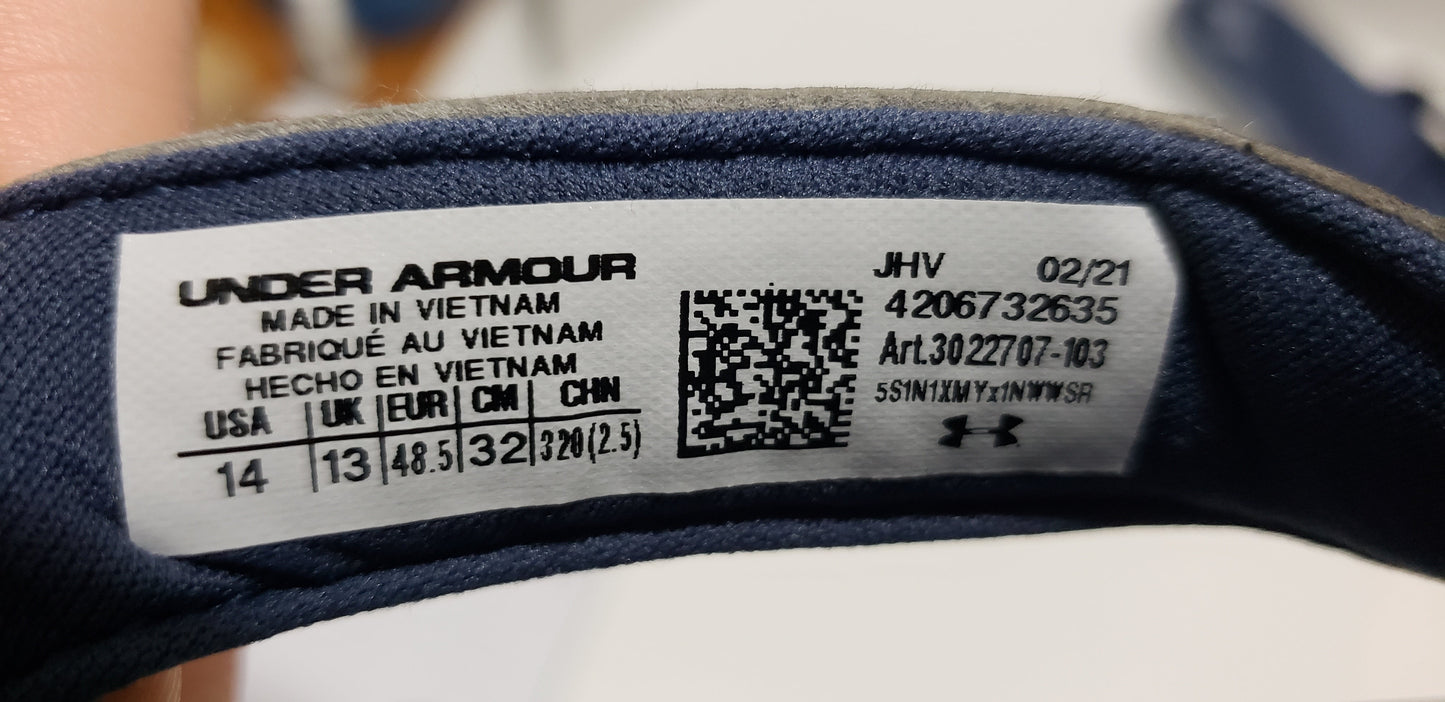 UNDER ARMOUR
MADE IN VIETNAM
FABRIQUÉ AU VIETNAM
HECHO EN VIETNAM
USA | UK | EUR | CM | CHN
14 | 13 | 48.5 | 32 | 320(2.5)
JHV 02/21
4206732635
Art.3022707-103
5S1N1XMYx1NWWSR